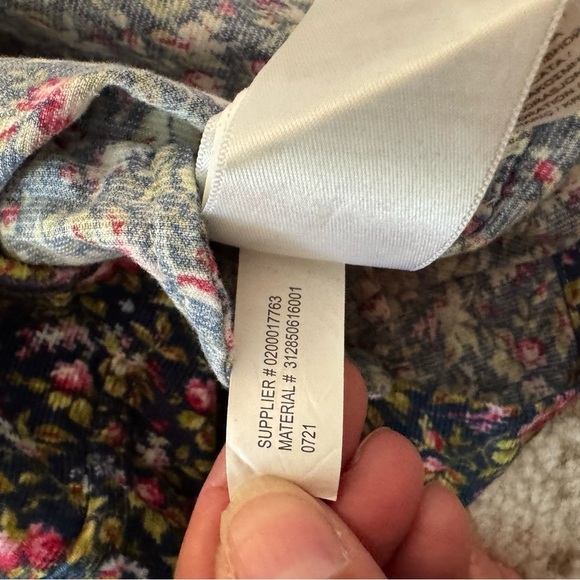 SUPPLIER # 0200017763
MATERIAL # 312850616001
0721